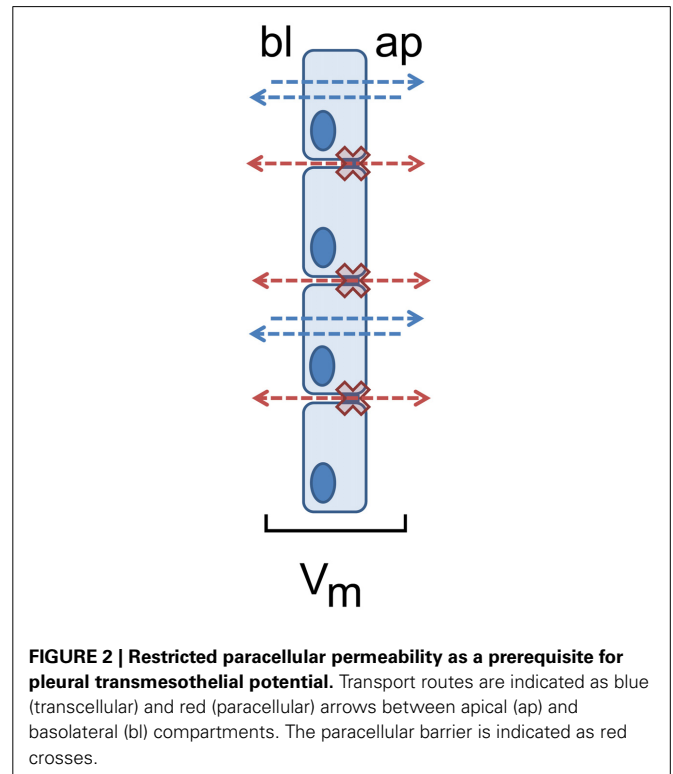 bl ap
Vm
FIGURE 2 | Restricted paracellular permeability as a prerequisite for
pleural transmesothelial potential. Transport routes are indicated as blue
(transcellular) and red (paracellular) arrows between apical (ap) and
basolateral (bl) compartments. The paracellular barrier is indicated as red
crosses.